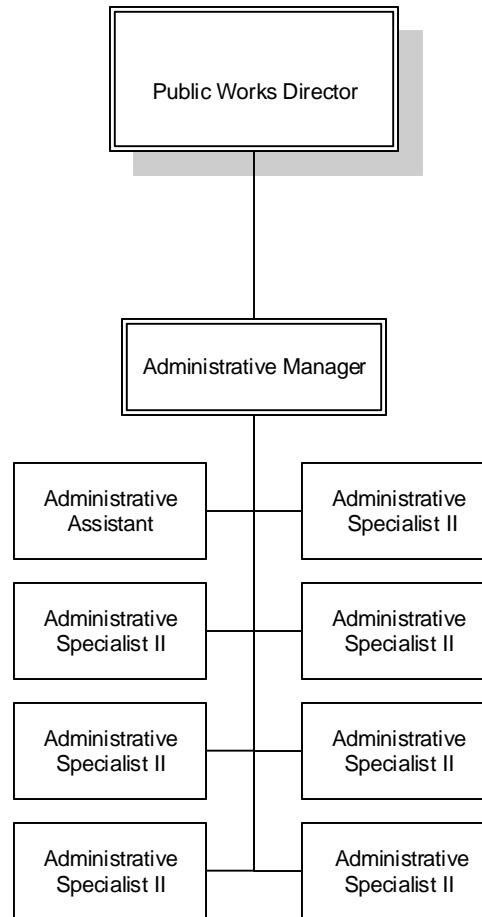 Public Works Director
Administrative Manager
Administrative
Assistant
Administrative
Specialist II
Administrative
Specialist II
Administrative
Specialist II
Administrative
Specialist II
Administrative
Specialist II
Administrative
Specialist II
Administrative
Specialist II